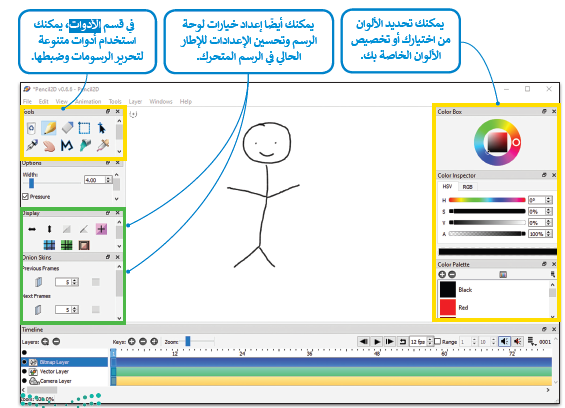 في قسم الأدوات، يمكنك
استخدام أدوات متنوعة
لتحرير الرسومات وضبطها.
يمكنك أيضًا إعداد خيارات لوحة
الرسم وتحسين الإعدادات للإطار
الحالي في الرسم المتحرك.
يمكنك تحديد الألوان
من اختيارك أو تخصيص
الألوان الخاصة بك.
*Pencil2D v0.6.6 - Pencil2D
File Edit View Animation Tools Layer Windows Help
Tools
Options
Width:
4.00
Pressure
Display
Onion Skins
Previous Frames
5
Next Frames
5
Color Box
Color Inspector
HSV RGB
H 0°
S 0%
V 0%
A 100%
Color Palette
Black
Red
Timeline
Layers: Keys: Zoom: 12 fps Range 1 10 0001
12 24 36 48 60 72
Bitmap Layer
Vector Layer
Camera Layer